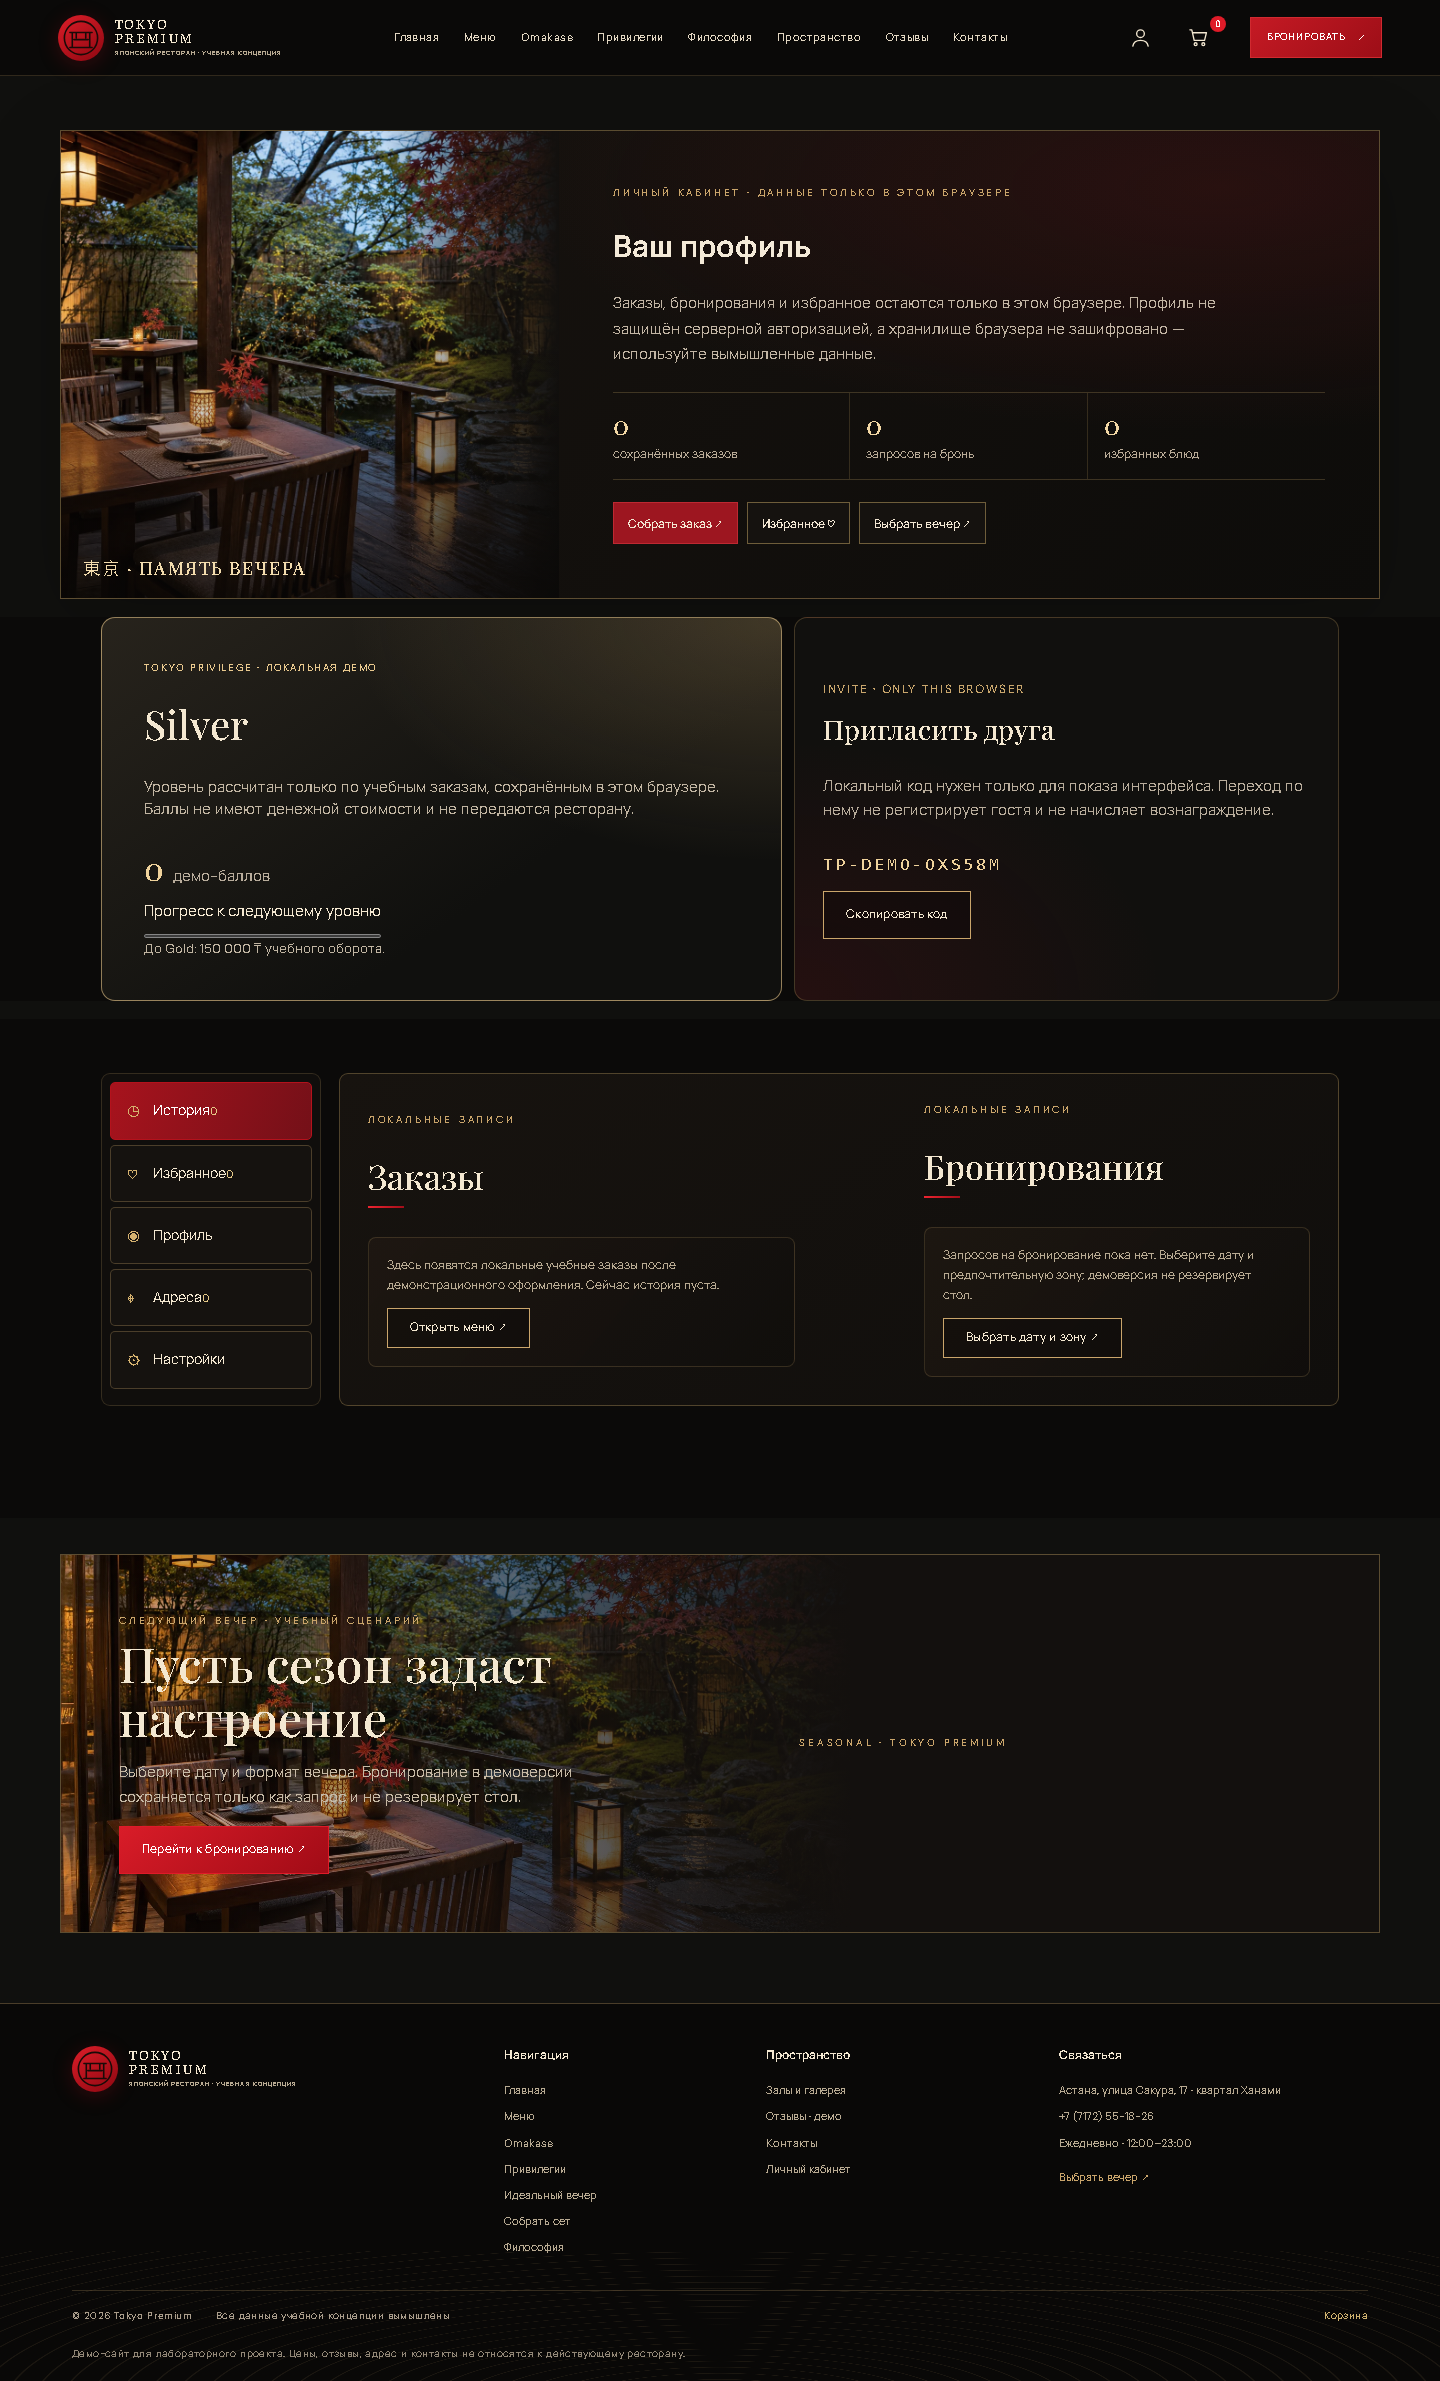 TOKYO
PREMIUM
ЯПОНСКИЙ РЕСТОРАН · УЧЕБНАЯ КОНЦЕПЦИЯ
Главная Меню Omakase Привилегии Философия Пространство Отзывы Контакты
0
БРОНИРОВАТЬ ↗
ЛИЧНЫЙ КАБИНЕТ · ДАННЫЕ ТОЛЬКО В ЭТОМ БРАУЗЕРЕ
Ваш профиль
Заказы, бронирования и избранное остаются только в этом браузере. Профиль не
защищён серверной авторизацией, а хранилище браузера не зашифровано —
используйте вымышленные данные.
0 0 0
сохранённых заказов запросов на бронь избранных блюд
Собрать заказ ↗ Избранное ♡ Выбрать вечер ↗
東京 · ПАМЯТЬ ВЕЧЕРА
TOKYO PRIVILEGE · ЛОКАЛЬНАЯ ДЕМО
Silver
Уровень рассчитан только по учебным заказам, сохранённым в этом браузере.
Баллы не имеют денежной стоимости и не передаются ресторану.
0 демо-баллов
Прогресс к следующему уровню
До Gold: 150 000 ₸ учебного оборота.
INVITE · ONLY THIS BROWSER
Пригласить друга
Локальный код нужен только для показа интерфейса. Переход по
нему не регистрирует гостя и не начисляет вознаграждение.
TP-DEMO-OXS58M
Скопировать код
◷ История0
♡ Избранное0
◉ Профиль
⌖ Адреса0
⚙ Настройки
ЛОКАЛЬНЫЕ ЗАПИСИ
Заказы
Здесь появятся локальные учебные заказы после
демонстрационного оформления. Сейчас история пуста.
Открыть меню ↗
ЛОКАЛЬНЫЕ ЗАПИСИ
Бронирования
Запросов на бронирование пока нет. Выберите дату и
предпочтительную зону; демоверсия не резервирует
стол.
Выбрать дату и зону ↗
СЛЕДУЮЩИЙ ВЕЧЕР · УЧЕБНЫЙ СЦЕНАРИЙ
Пусть сезон задаст
настроение
Выберите дату и формат вечера. Бронирование в демоверсии
сохраняется только как запрос и не резервирует стол.
Перейти к бронированию ↗
SEASONAL · TOKYO PREMIUM
TOKYO
PREMIUM
ЯПОНСКИЙ РЕСТОРАН · УЧЕБНАЯ КОНЦЕПЦИЯ
Навигация
Главная
Меню
Omakase
Привилегии
Идеальный вечер
Собрать сет
Философия
Пространство
Залы и галерея
Отзывы · демо
Контакты
Личный кабинет
Связаться
Астана, улица Сакура, 17 · квартал Ханами
+7 (7172) 55-18-26
Ежедневно · 12:00–23:00
Выбрать вечер ↗
© 2026 Tokyo Premium Все данные учебной концепции вымышлены Корзина
Демо-сайт для лабораторного проекта. Цены, отзывы, адрес и контакты не относятся к действующему ресторану.